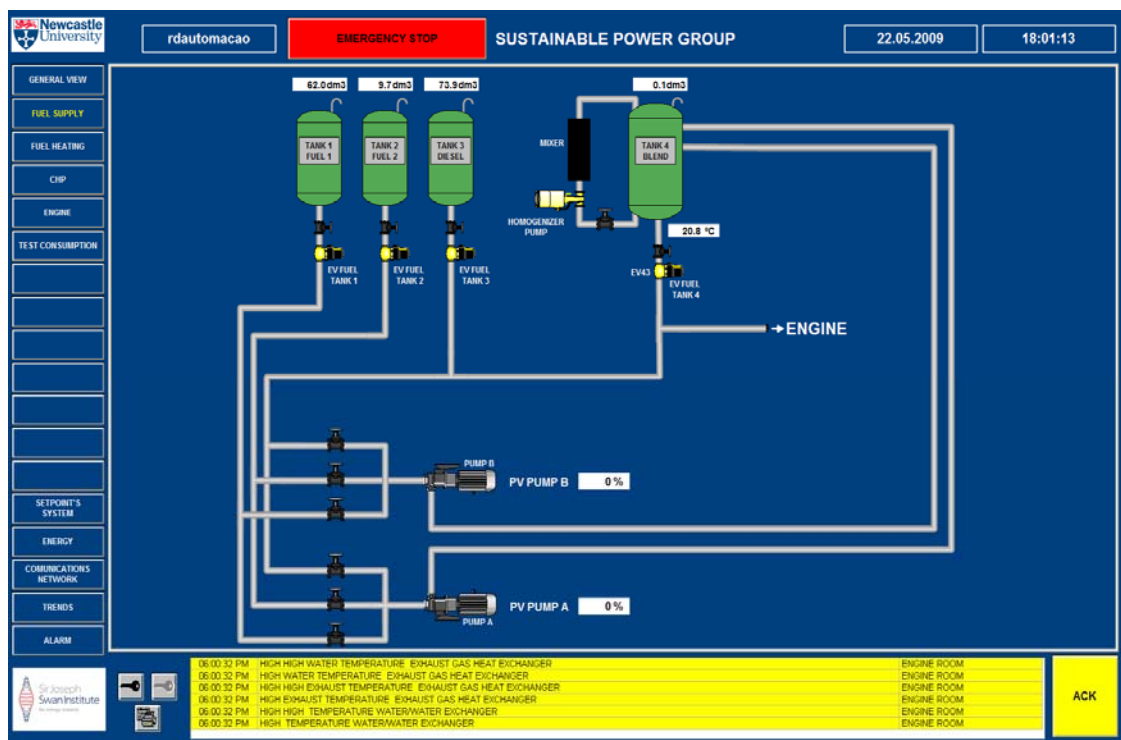 Newcastle
University
rdautomacao
EMERGENCY STOP
SUSTAINABLE POWER GROUP
22.05.2009
18:01:13
GENERAL VIEW
FUEL SUPPLY
FUEL HEATING
CHP
ENGINE
TEST CONSUMPTION
SETPOINT'S
SYSTEM
ENERGY
COMUNICATIONS
NETWORK
TRENDS
ALARM
62.0dm3
9.7dm3
73.9dm3
0.1dm3
TANK 1
FUEL 1
TANK 2
FUEL 2
TANK 3
DIESEL
MIXER
TANK 4
BLEND
HOMOGENIZER
PUMP
20.8 °C
EV FUEL
TANK 1
EV FUEL
TANK 2
EV FUEL
TANK 3
EV43
EV FUEL
TANK 4
ENGINE
PUMP B
PV PUMP B
0%
PV PUMP A
0%
PUMP A
06:00:32 PM HIGH HIGH WATER TEMPERATURE EXHAUST GAS HEAT EXCHANGER ENGINE ROOM
06:00:32 PM HIGH WATER TEMPERATURE EXHAUST GAS HEAT EXCHANGER ENGINE ROOM
06:00:32 PM HIGH HIGH EXHAUST TEMPERATURE EXHAUST GAS HEAT EXCHANGER ENGINE ROOM
06:00:32 PM HIGH EXHAUST TEMPERATURE EXHAUST GAS HEAT EXCHANGER ENGINE ROOM
06:00:32 PM HIGH HIGH TEMPERATURE WATER/WATER EXCHANGER ENGINE ROOM
06:00:32 PM HIGH TEMPERATURE WATER/WATER EXCHANGER ENGINE ROOM
ACK
Sir Joseph
Swan Institute